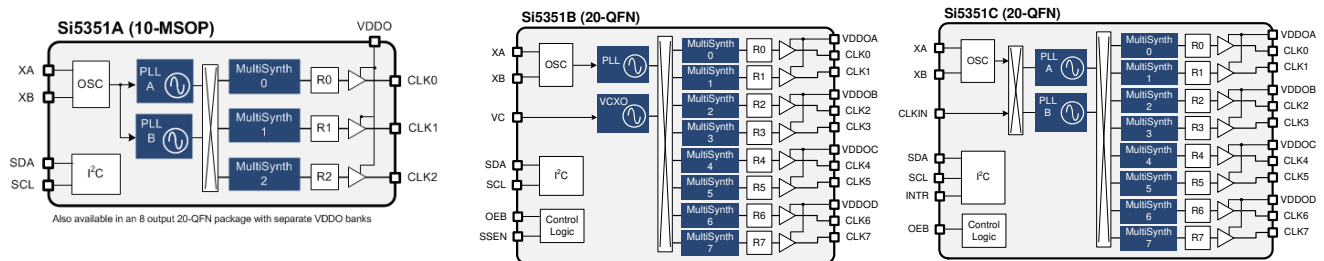 Si5351A (10-MSOP)
VDDO
XA
XB
OSC
PLL
A
PLL
B
MultiSynth
0
R0
CLK0
MultiSynth
1
R1
CLK1
MultiSynth
2
R2
CLK2
SDA
SCL
I²C
Also available in an 8 output 20-QFN package with separate VDDO banks
Si5351B (20-QFN)
XA
XB
OSC
PLL
VC
VCXO
SDA
SCL
I²C
OEB
SSEN
Control
Logic
MultiSynth
0
R0
VDDOA
CLK0
MultiSynth
1
R1
CLK1
MultiSynth
2
R2
VDDOB
CLK2
MultiSynth
3
R3
CLK3
MultiSynth
4
R4
VDDOC
CLK4
MultiSynth
5
R5
CLK5
MultiSynth
6
R6
VDDOD
CLK6
MultiSynth
7
R7
CLK7
Si5351C (20-QFN)
XA
XB
OSC
CLKIN
PLL
A
PLL
B
SDA
SCL
INTR
I²C
OEB
Control
Logic
MultiSynth
0
R0
VDDOA
CLK0
MultiSynth
1
R1
CLK1
MultiSynth
2
R2
VDDOB
CLK2
MultiSynth
3
R3
CLK3
MultiSynth
4
R4
VDDOC
CLK4
MultiSynth
5
R5
CLK5
MultiSynth
6
R6
VDDOD
CLK6
MultiSynth
7
R7
CLK7